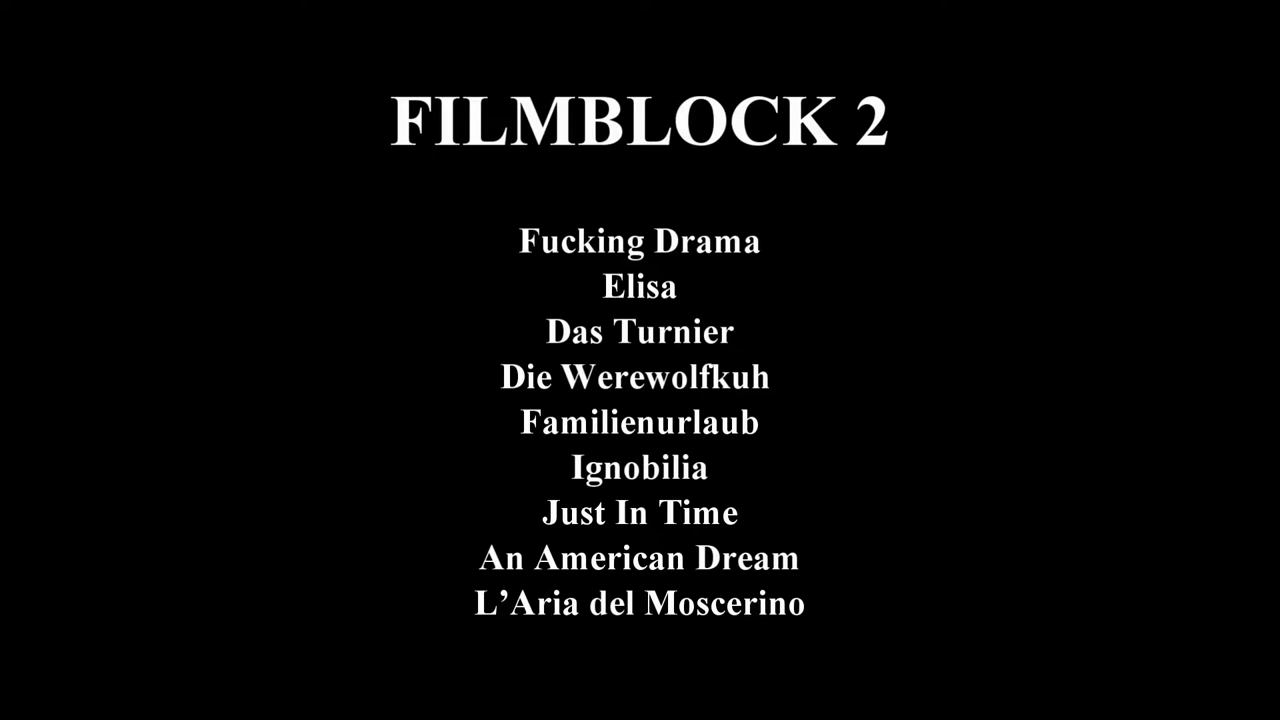 FILMBLOCK 2
Fucking Drama
Elisa
Das Turnier
Die Werewolfkuh
Familienurlaub
Ignobilia
Just In Time
An American Dream
L’Aria del Moscerino